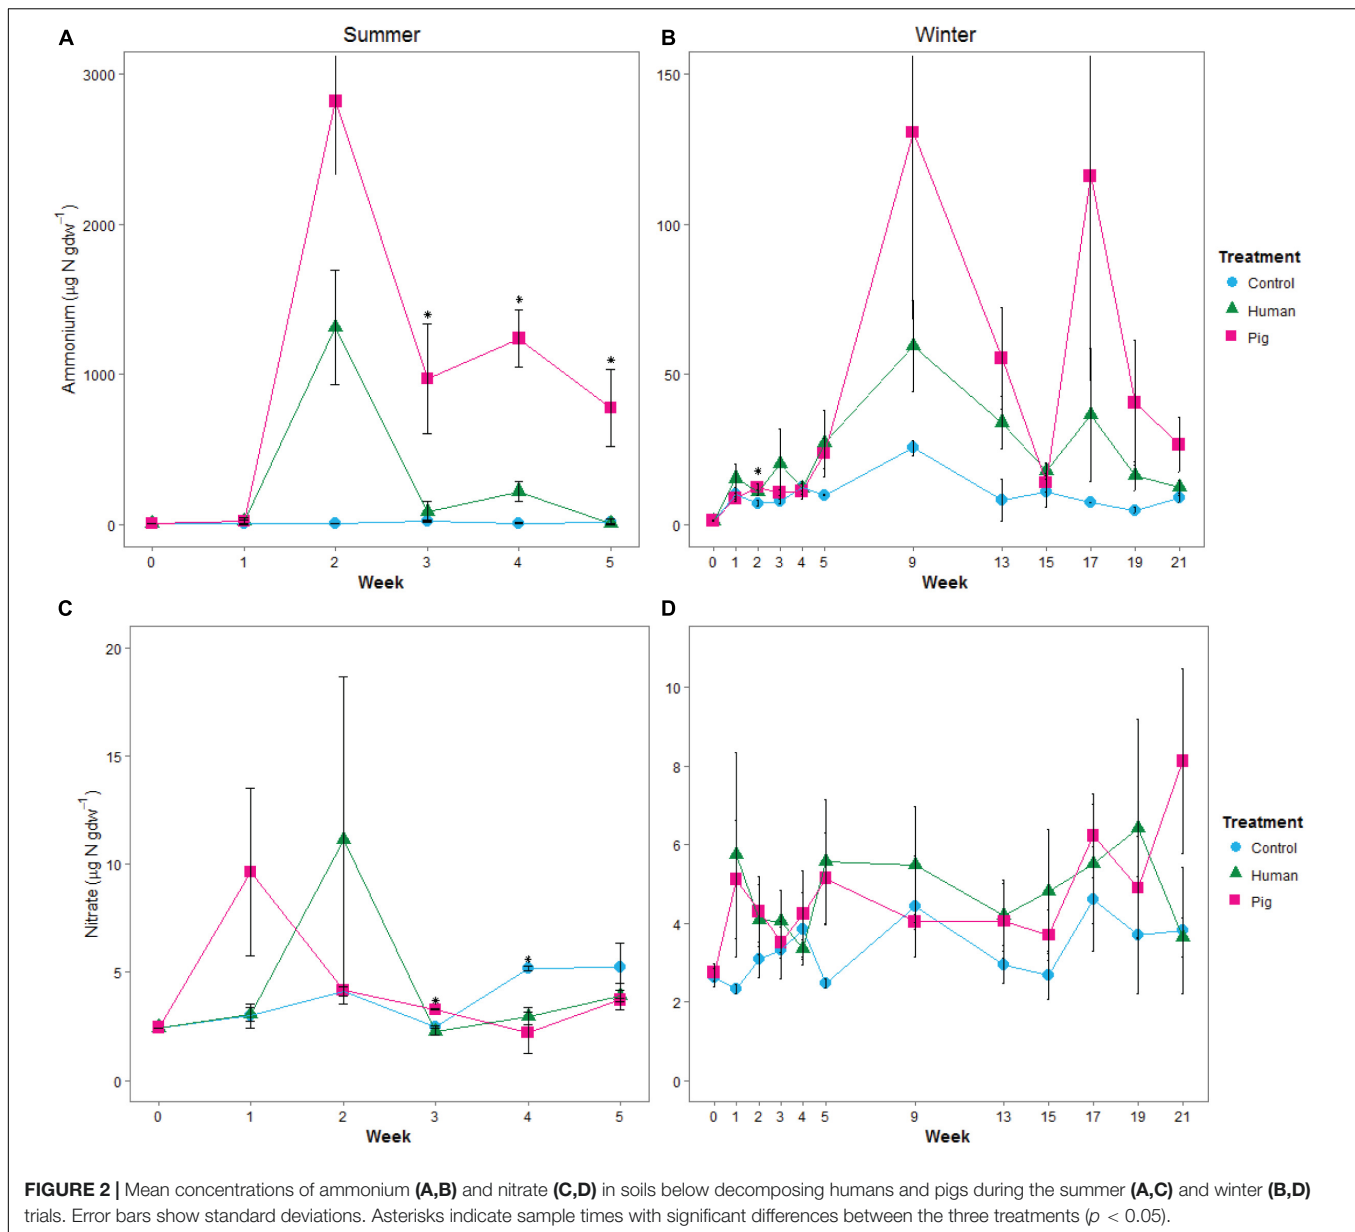 A Summer
B Winter
3000
2000
1000
0
Ammonium (µg N gdw⁻¹)
0 1 2 3 4 5
Week
* * *
150
100
50
0
*
0 1 2 3 4 5 9 13 15 17 19 21
Week
Treatment
Control
Human
Pig
C
20
15
10
5
0
Nitrate (µg N gdw⁻¹)
* *
0 1 2 3 4 5
Week
D
10
8
6
4
2
0
0 1 2 3 4 5 9 13 15 17 19 21
Week
Treatment
Control
Human
Pig
FIGURE 2 | Mean concentrations of ammonium (A,B) and nitrate (C,D) in soils below decomposing humans and pigs during the summer (A,C) and winter (B,D)
trials. Error bars show standard deviations. Asterisks indicate sample times with significant differences between the three treatments (p < 0.05).